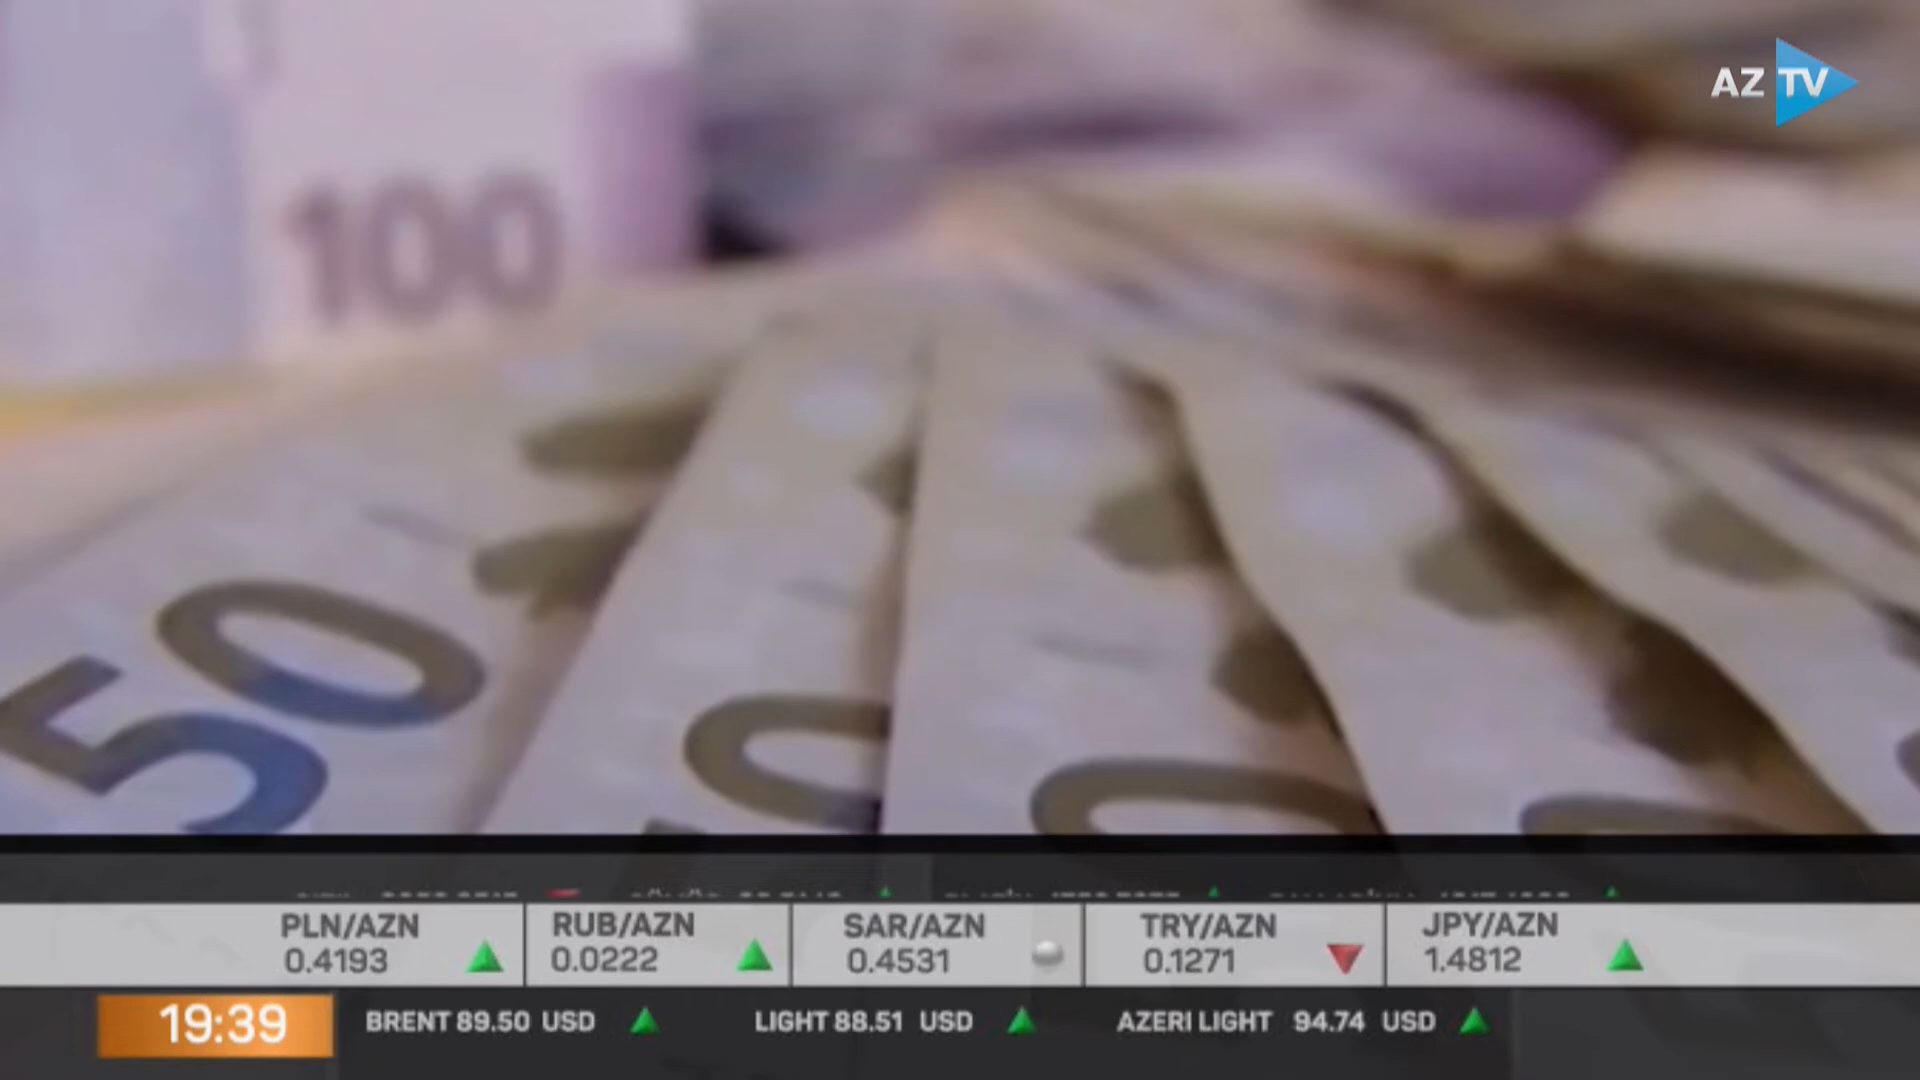 AZ TV
100
50
0
0
PLN/AZN
0.4193
RUB/AZN
0.0222
SAR/AZN
0.4531
TRY/AZN
0.1271
JPY/AZN
1.4812
19:39
BRENT 89.50 USD
LIGHT 88.51 USD
AZERI LIGHT 94.74 USD